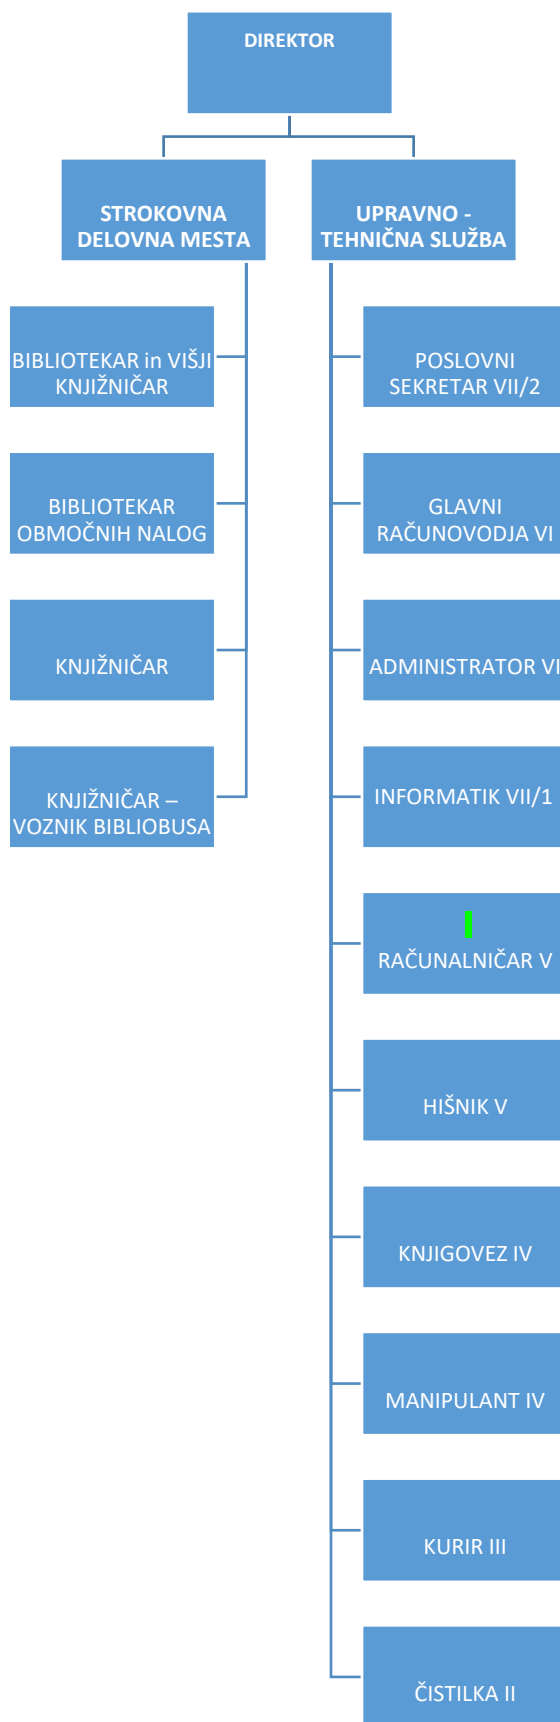 DIREKTOR
STROKOVNA
DELOVNA MESTA
UPRAVNO -
TEHNIČNA SLUŽBA
BIBLIOTEKAR in VIŠJI
KNJIŽNIČAR
BIBLIOTEKAR
OBMOČNIH NALOG
KNJIŽNIČAR
KNJIŽNIČAR –
VOZNIK BIBLIOBUSA
POSLOVNI
SEKRETAR VII/2
GLAVNI
RAČUNOVODJA VI
ADMINISTRATOR VI
INFORMATIK VII/1
RAČUNALNIČAR V
HIŠNIK V
KNJIGOVEZ IV
MANIPULANT IV
KURIR III
ČISTILKA II